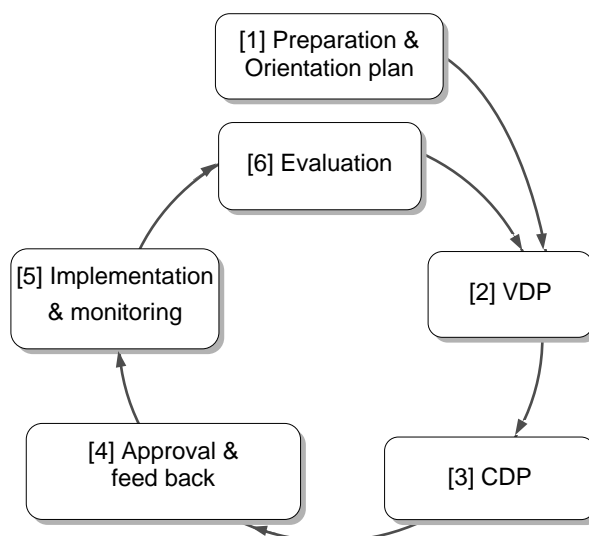 [1] Preparation &
Orientation plan
[6] Evaluation
[5] Implementation
& monitoring
[2] VDP
[4] Approval &
feed back
[3] CDP